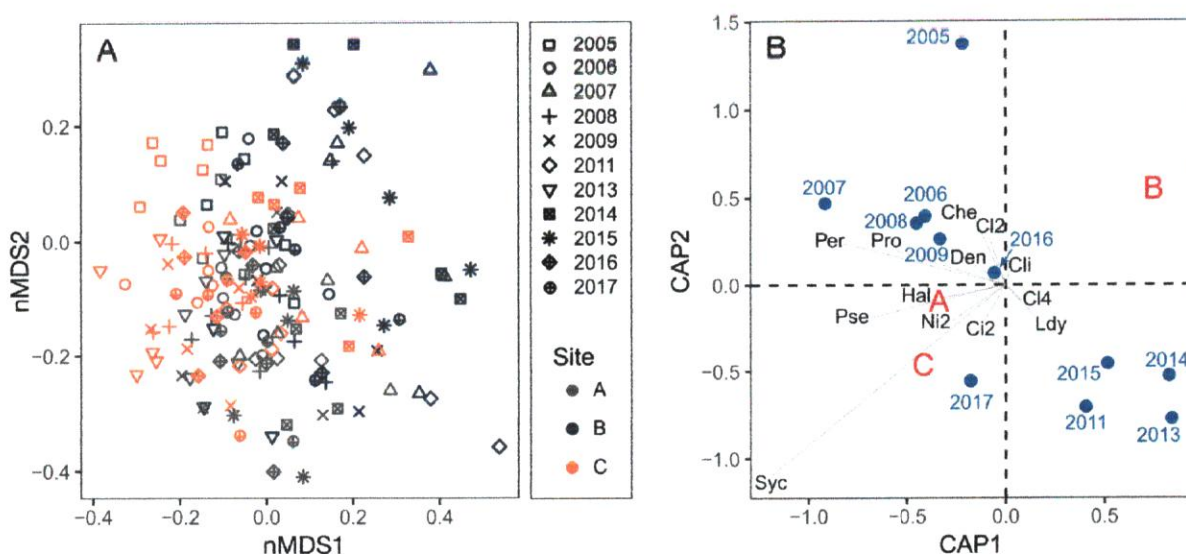 A
0.2
0.0
−0.2
−0.4
−0.4
−0.2
0.0
0.2
0.4
nMDS1
nMDS2
2005
2006
2007
2008
2009
2011
2013
2014
2015
2016
2017
Site
A
B
C
B
1.5
1.0
0.5
0.0
−0.5
−1.0
−1.0
−0.5
0.0
0.5
CAP1
CAP2
2005
B
2007
2006
Che
Cl2
2008
2016
Per
Pro
2009
Den
Cli
Hal
A
Cl4
Pse
Ni2
Ci2
Ldy
C
2015
2014
2017
2011
2013
Syc